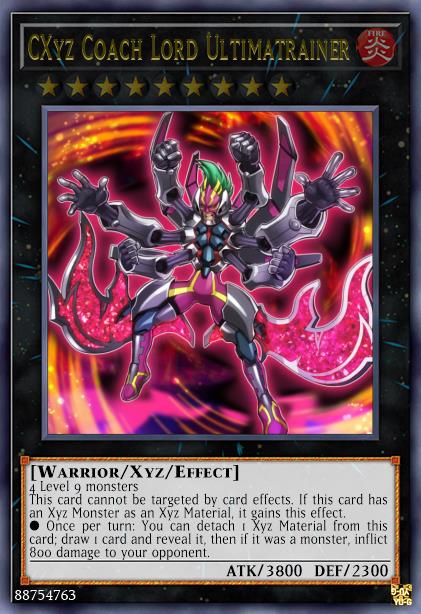 CXyz Coach Lord Ultimatrainer
FIRE
炎
[Warrior/Xyz/Effect]
4 Level 9 monsters
This card cannot be targeted by card effects. If this card has
an Xyz Monster as an Xyz Material, it gains this effect.
● Once per turn: You can detach 1 Xyz Material from this
card; draw 1 card and reveal it, then if it was a monster, inflict
800 damage to your opponent.
ATK/3800 DEF/2300
88754763